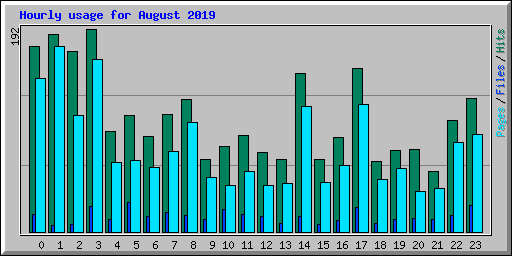 Hourly usage for August 2019
192
Pages / Files / Hits
0 1 2 3 4 5 6 7 8 9 10 11 12 13 14 15 16 17 18 19 20 21 22 23